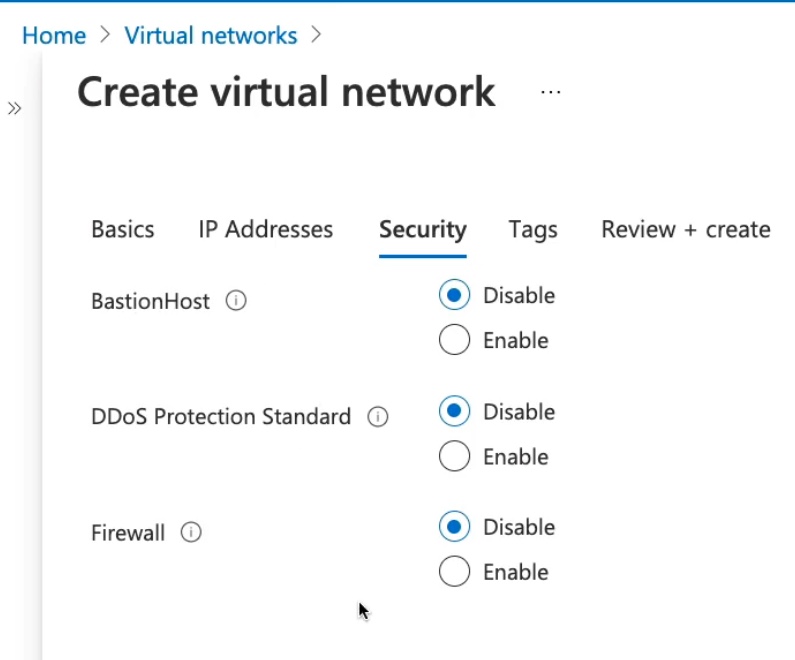 Home > Virtual networks >
»
Create virtual network ...
Basics IP Addresses Security Tags Review + create
BastionHost Disable
Enable
DDoS Protection Standard Disable
Enable
Firewall Disable
Enable